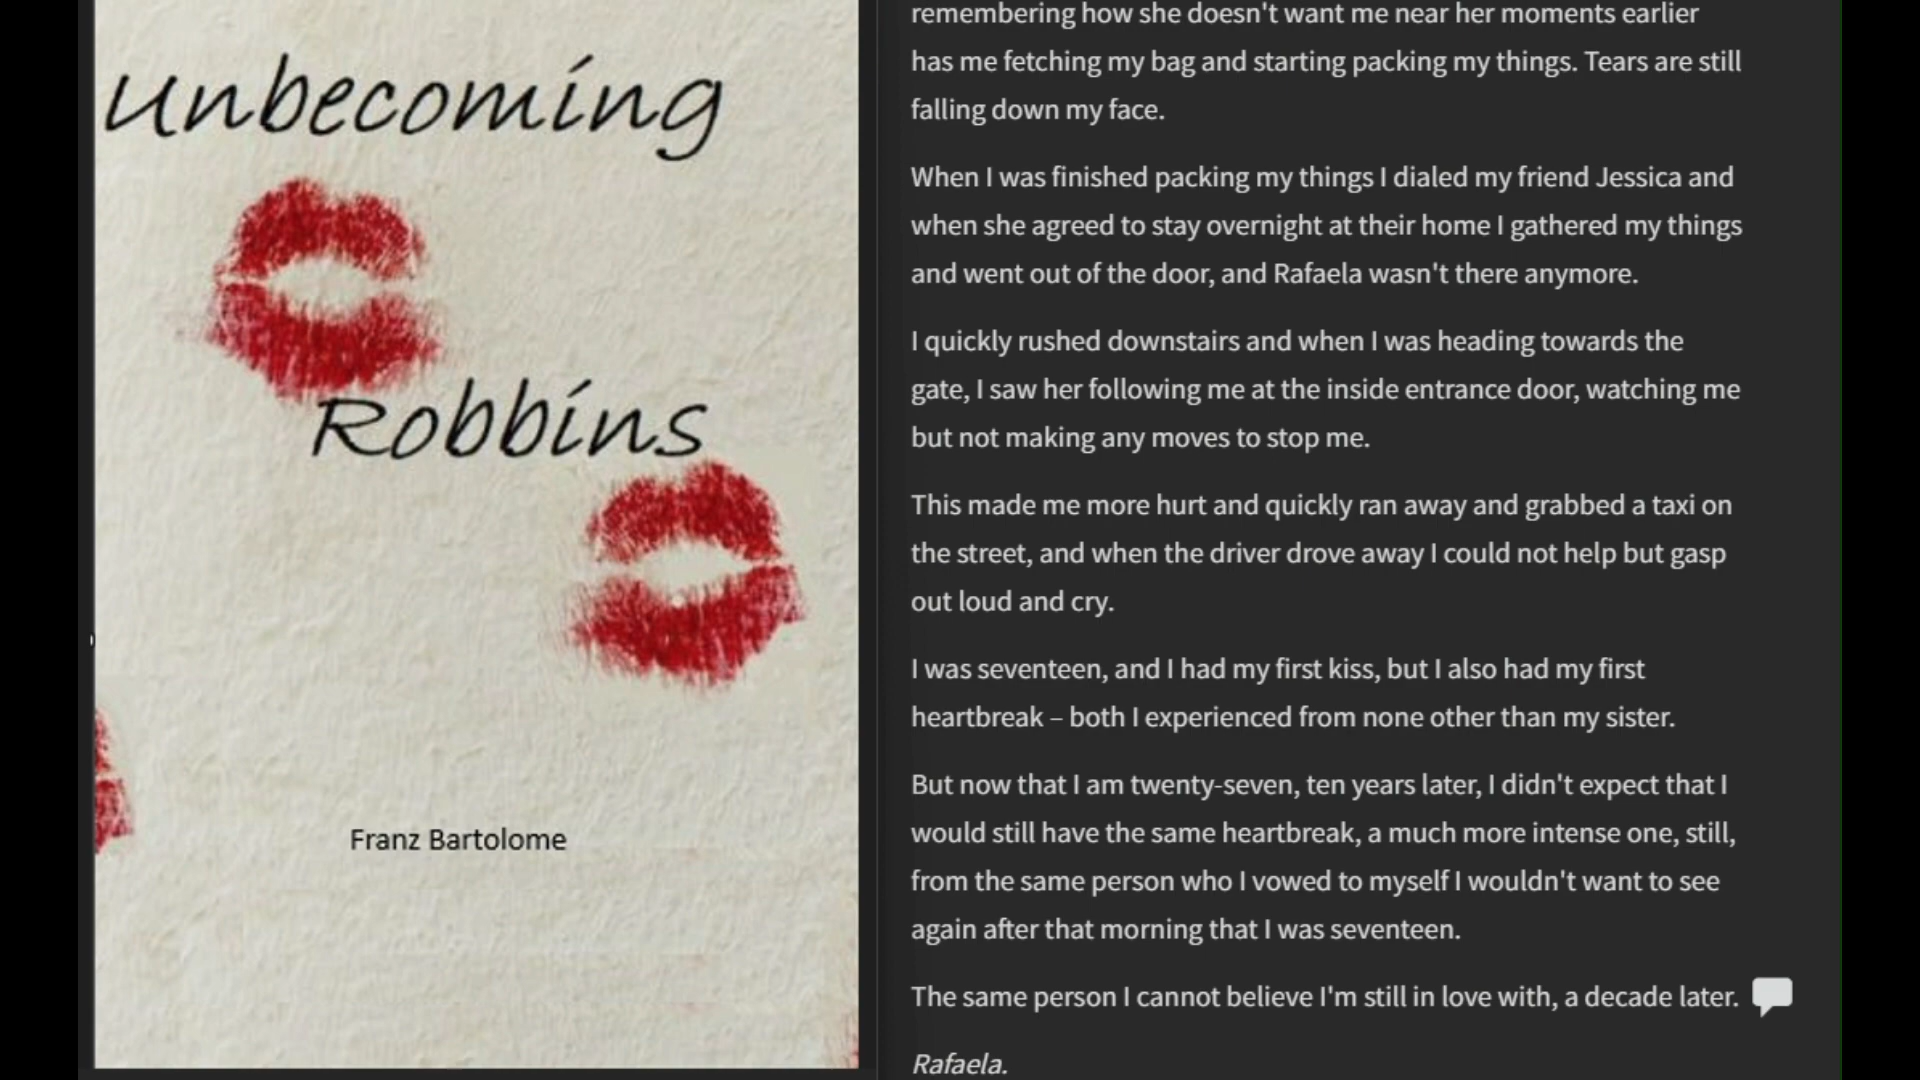 Unbecoming
Robbins
Franz Bartolome
remembering how she doesn't want me near her moments earlier
has me fetching my bag and starting packing my things. Tears are still
falling down my face.
When I was finished packing my things I dialed my friend Jessica and
when she agreed to stay overnight at their home I gathered my things
and went out of the door, and Rafaela wasn't there anymore.
I quickly rushed downstairs and when I was heading towards the
gate, I saw her following me at the inside entrance door, watching me
but not making any moves to stop me.
This made me more hurt and quickly ran away and grabbed a taxi on
the street, and when the driver drove away I could not help but gasp
out loud and cry.
I was seventeen, and I had my first kiss, but I also had my first
heartbreak – both I experienced from none other than my sister.
But now that I am twenty-seven, ten years later, I didn't expect that I
would still have the same heartbreak, a much more intense one, still,
from the same person who I vowed to myself I wouldn't want to see
again after that morning that I was seventeen.
The same person I cannot believe I'm still in love with, a decade later.
Rafaela.